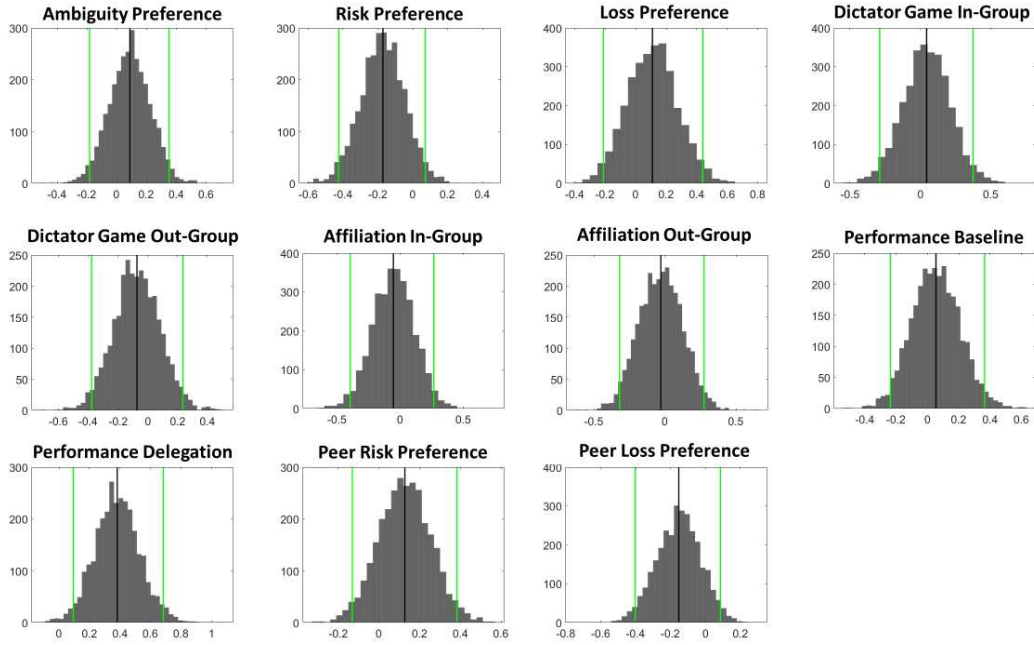 Ambiguity Preference
300
200
100
0
-0.4 -0.2 0 0.2 0.4 0.6
Risk Preference
300
200
100
0
-0.6 -0.4 -0.2 0 0.2 0.4
Loss Preference
400
300
200
100
0
-0.4 -0.2 0 0.2 0.4 0.6 0.8
Dictator Game In-Group
400
300
200
100
0
-0.5 0 0.5
Dictator Game Out-Group
250
200
150
100
50
0
-0.6 -0.4 -0.2 0 0.2 0.4
Affiliation In-Group
400
300
200
100
0
-0.5 0 0.5
Affiliation Out-Group
250
200
150
100
50
0
-0.5 0 0.5
Performance Baseline
250
200
150
100
50
0
-0.4 -0.2 0 0.2 0.4 0.6
Performance Delegation
300
200
100
0
0 0.2 0.4 0.6 0.8 1
Peer Risk Preference
300
200
100
0
-0.2 0 0.2 0.4 0.6
Peer Loss Preference
400
300
200
100
0
-0.8 -0.6 -0.4 -0.2 0 0.2